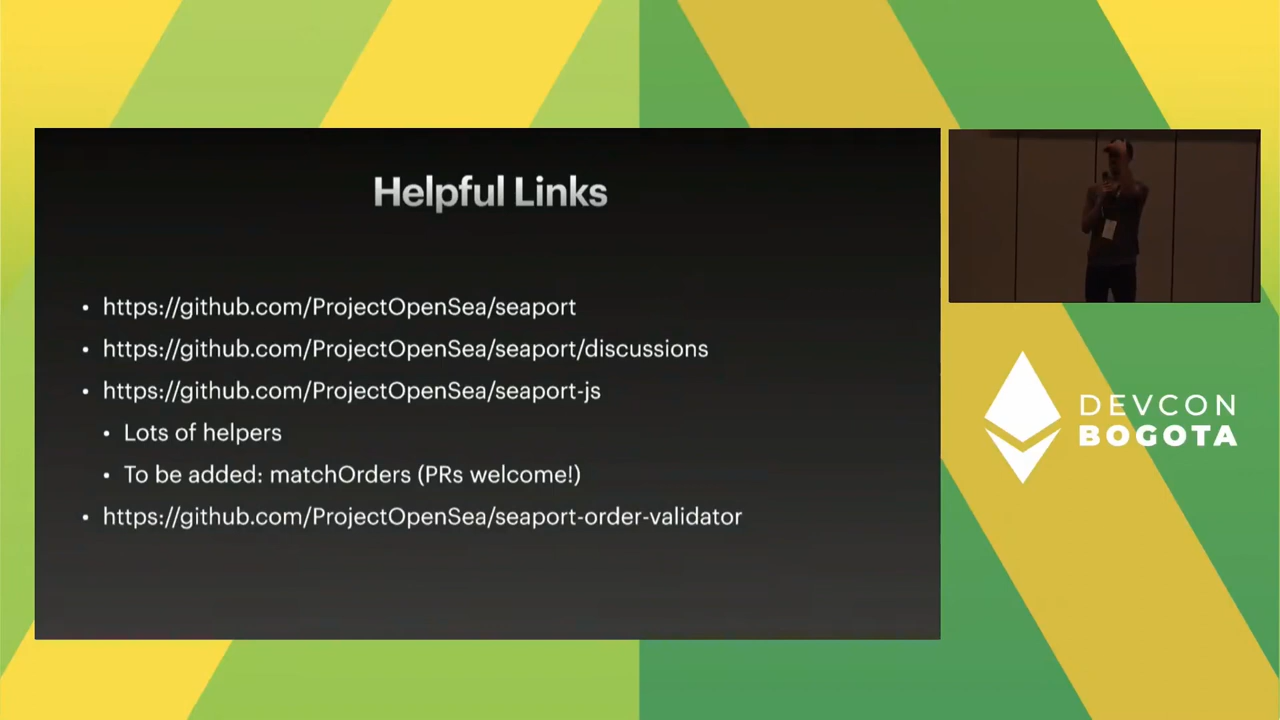 Helpful Links
• https://github.com/ProjectOpenSea/seaport
• https://github.com/ProjectOpenSea/seaport/discussions
• https://github.com/ProjectOpenSea/seaport-js
• Lots of helpers
• To be added: matchOrders (PRs welcome!)
• https://github.com/ProjectOpenSea/seaport-order-validator
DEVCON
BOGOTA